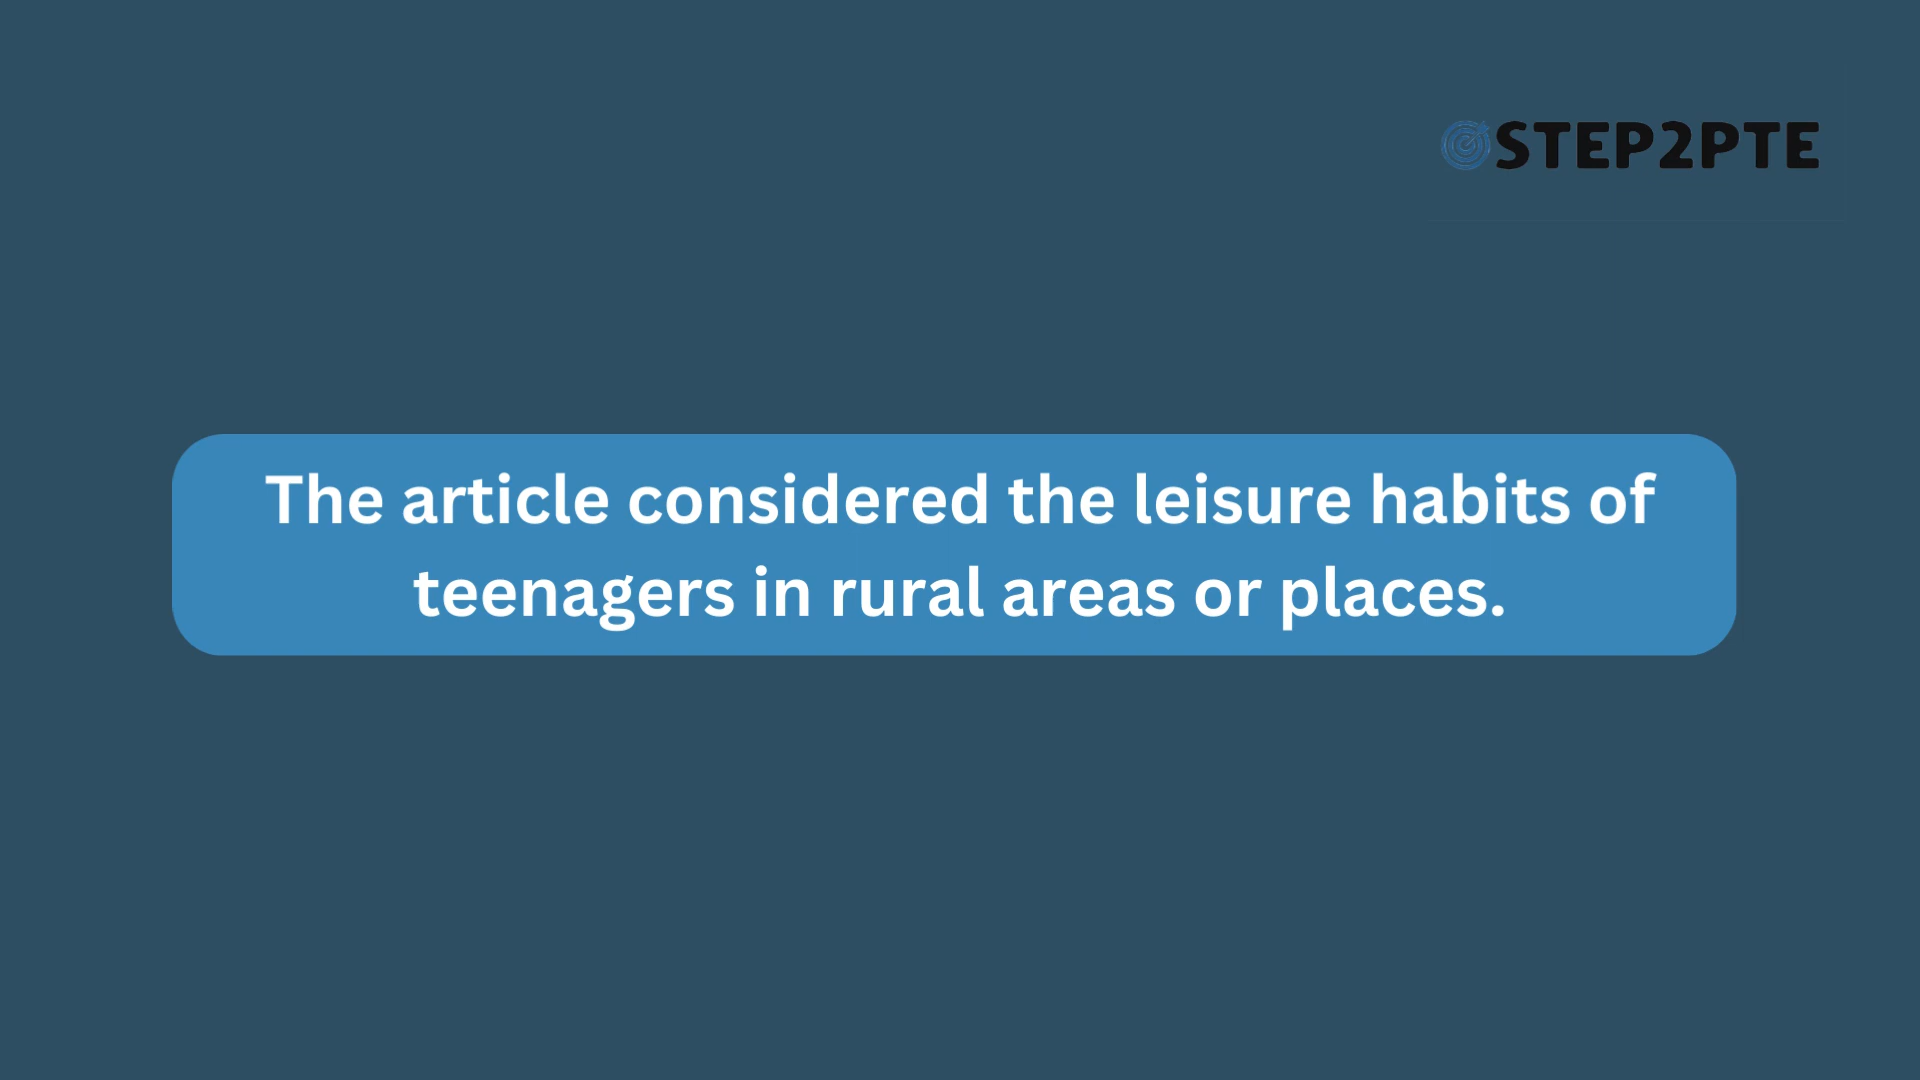 STEP2PTE
The article considered the leisure habits of
teenagers in rural areas or places.